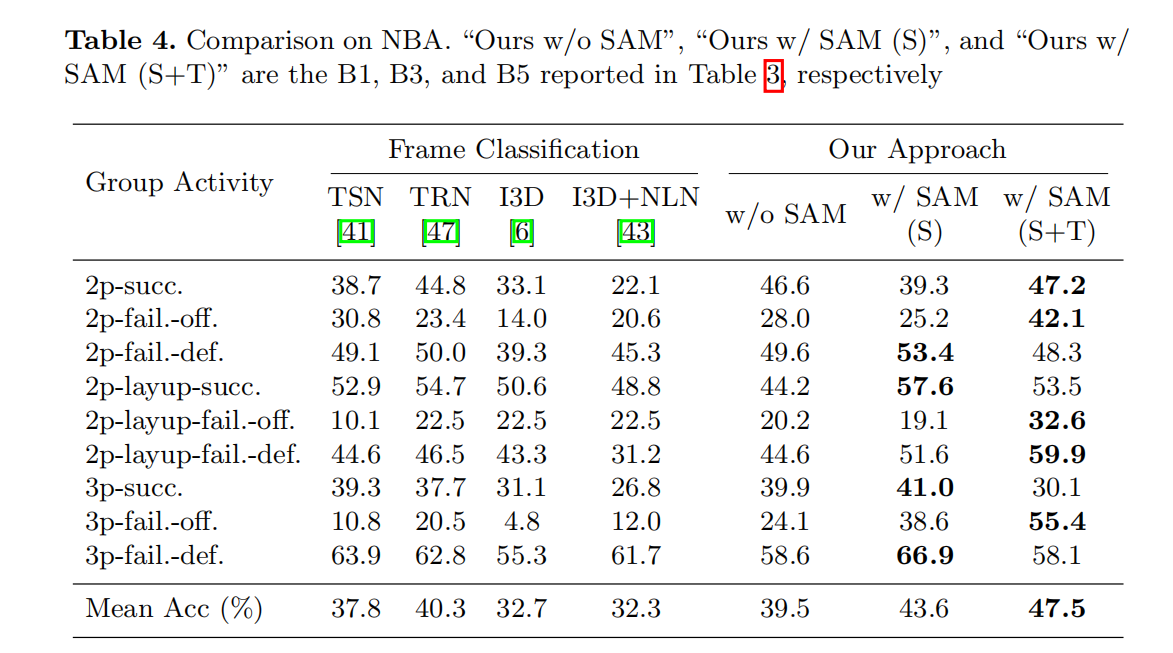 Table 4. Comparison on NBA. “Ours w/o SAM”, “Ours w/ SAM (S)”, and “Ours w/
SAM (S+T)” are the B1, B3, and B5 reported in Table 3, respectively
Group Activity
Frame Classification
Our Approach
TSN TRN I3D I3D+NLN w/o SAM w/ SAM w/ SAM
[41] [47] [6] [43] (S) (S+T)
2p-succ. 38.7 44.8 33.1 22.1 46.6 39.3 47.2
2p-fail.-off. 30.8 23.4 14.0 20.6 28.0 25.2 42.1
2p-fail.-def. 49.1 50.0 39.3 45.3 49.6 53.4 48.3
2p-layup-succ. 52.9 54.7 50.6 48.8 44.2 57.6 53.5
2p-layup-fail.-off. 10.1 22.5 22.5 22.5 20.2 19.1 32.6
2p-layup-fail.-def. 44.6 46.5 43.3 31.2 44.6 51.6 59.9
3p-succ. 39.3 37.7 31.1 26.8 39.9 41.0 30.1
3p-fail.-off. 10.8 20.5 4.8 12.0 24.1 38.6 55.4
3p-fail.-def. 63.9 62.8 55.3 61.7 58.6 66.9 58.1
Mean Acc (%) 37.8 40.3 32.7 32.3 39.5 43.6 47.5